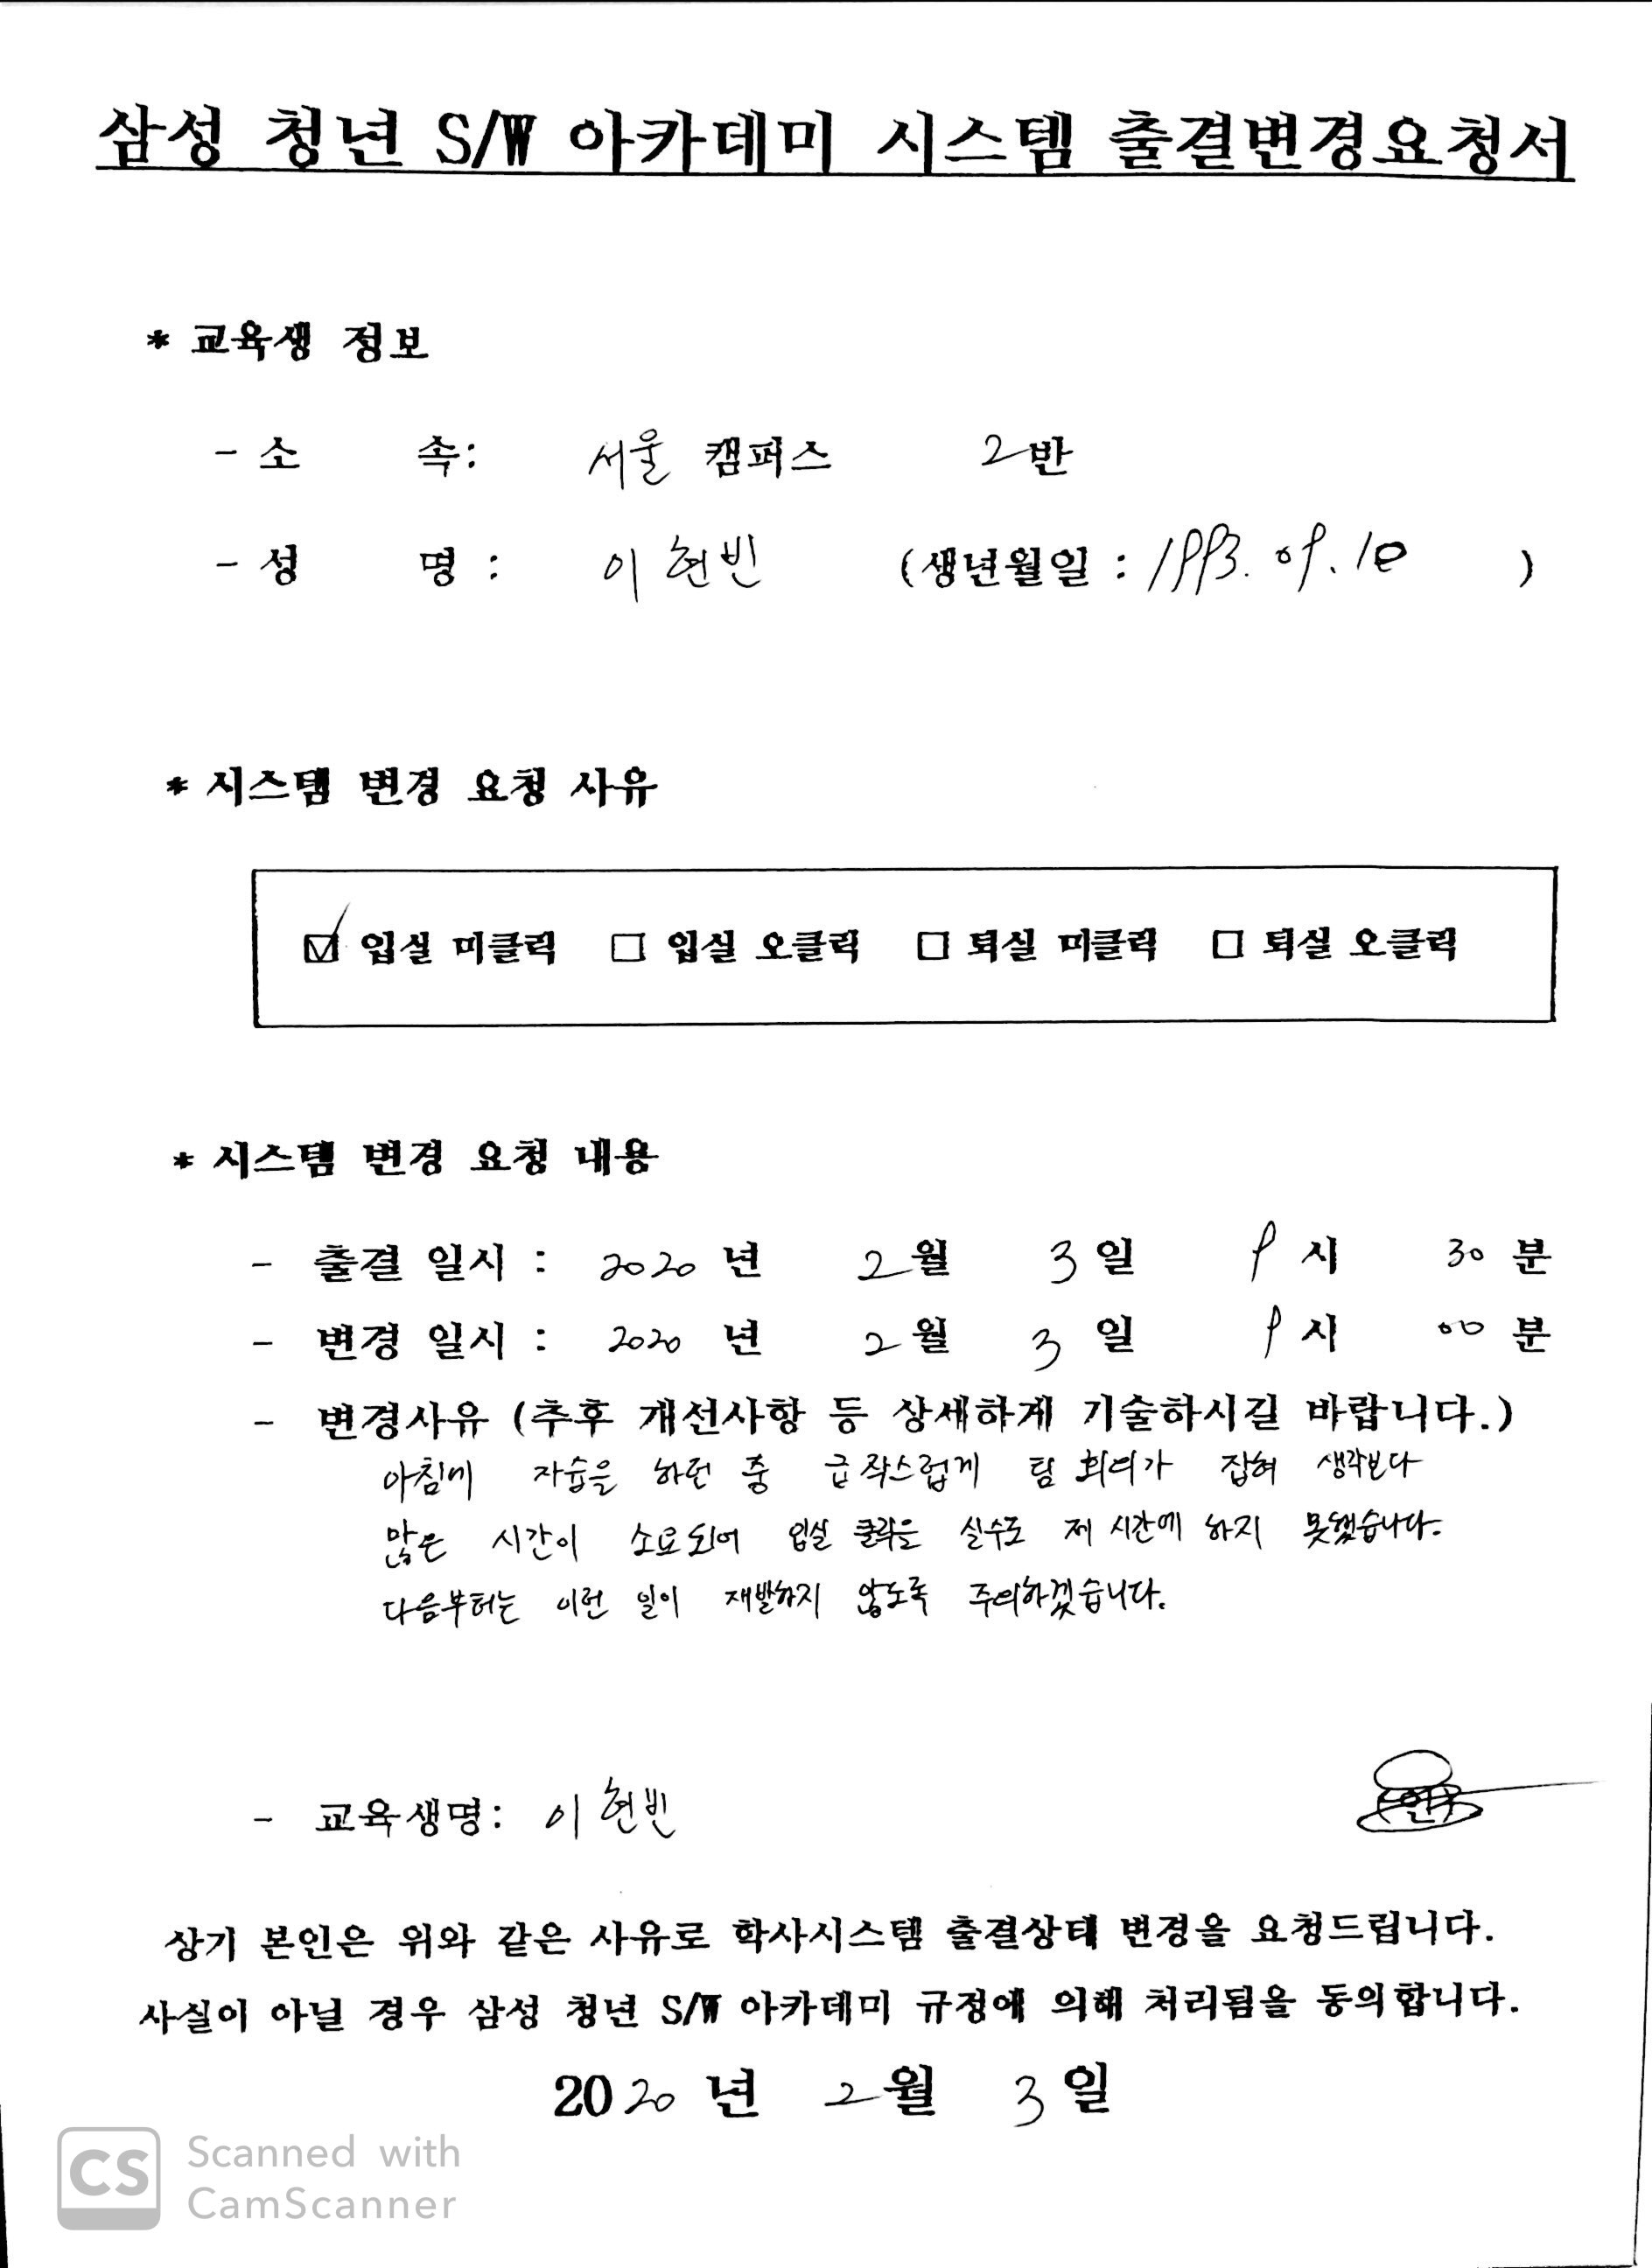 삼성 청년 S/W 아카데미 시스템 출결변경요청서
* 교육생 정보
- 소 속: 서울 캠퍼스 2반
- 성 명 : 이현빈 (생년월일 : 1993. 09. 10 )
* 시스템 변경 요청 사유
☑ 입실 미클릭 □ 입실 오클릭 □ 퇴실 미클릭 □ 퇴실 오클릭
* 시스템 변경 요청 내용
- 출결 일시 : 2020 년 2월 3일 9시 30분
- 변경 일시 : 2020 년 2월 3일 9시 00분
- 변경사유 (추후 개선사항 등 상세하게 기술하시길 바랍니다.)
아침에 자습을 하던 중 급작스럽게 팀 회의가 잡혀 생각보다
많은 시간이 소요되어 입실 클릭을 실수로 제 시간에 하지 못했습니다.
다음부터는 이런 일이 재발하지 않도록 주의하겠습니다.
- 교육생명: 이현빈 (인)
상기 본인은 위와 같은 사유로 학사시스템 출결상태 변경을 요청드립니다.
사실이 아닐 경우 삼성 청년 S/W 아카데미 규정에 의해 처리됨을 동의합니다.
2020 년 2월 3일
CS Scanned with
CamScanner